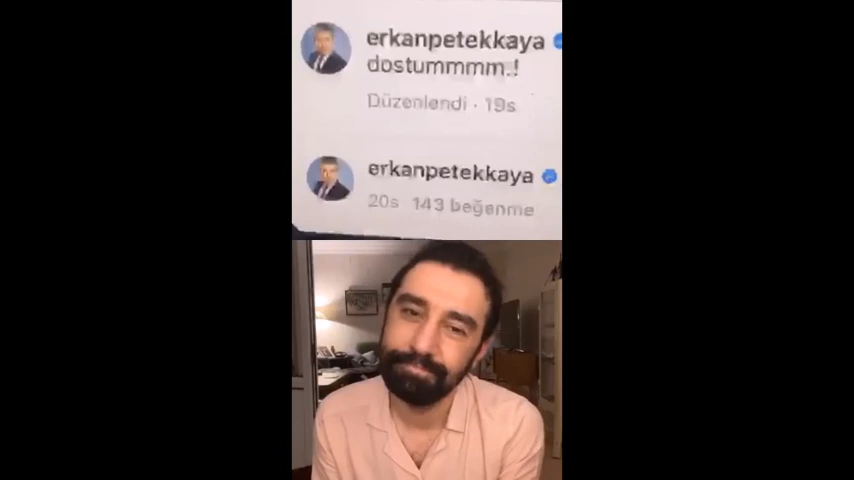 erkanpetekkaya
dostummmm.!
Düzenlendi · 19s
erkanpetekkaya
20s 143 beğenme